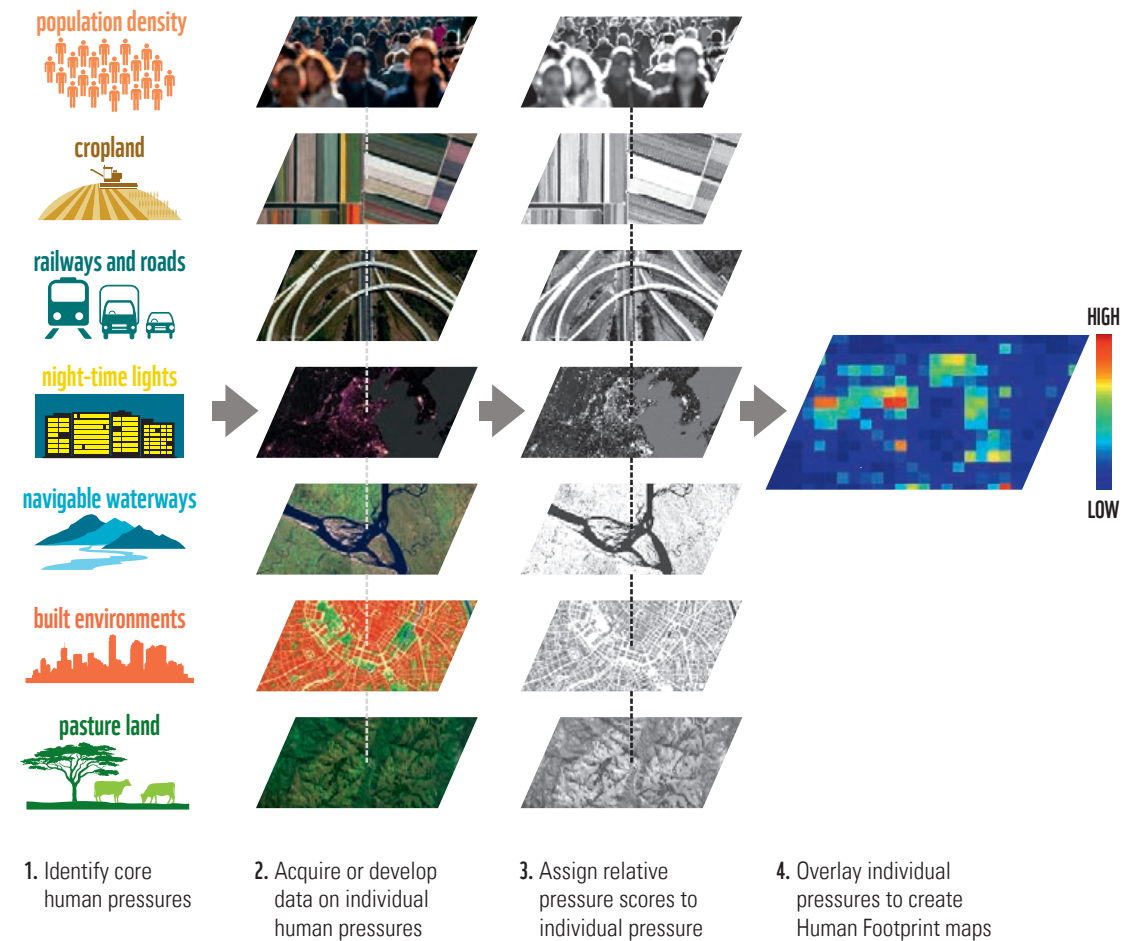 population density
cropland
railways and roads
night-time lights
navigable waterways
built environments
pasture land
HIGH
LOW
1. Identify core
human pressures
2. Acquire or develop
data on individual
human pressures
3. Assign relative
pressure scores to
individual pressure
4. Overlay individual
pressures to create
Human Footprint maps